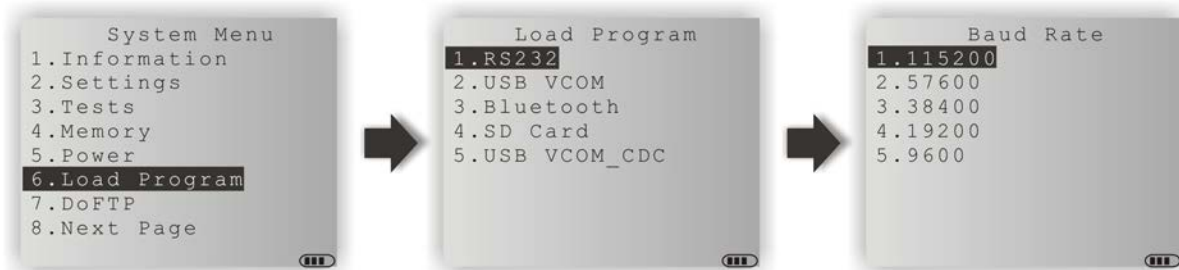 System Menu
1.Information
2.Settings
3.Tests
4.Memory
5.Power
6.Load Program
7.DoFTP
8.Next Page
Load Program
1.RS232
2.USB VCOM
3.Bluetooth
4.SD Card
5.USB VCOM_CDC
Baud Rate
1.115200
2.57600
3.38400
4.19200
5.9600